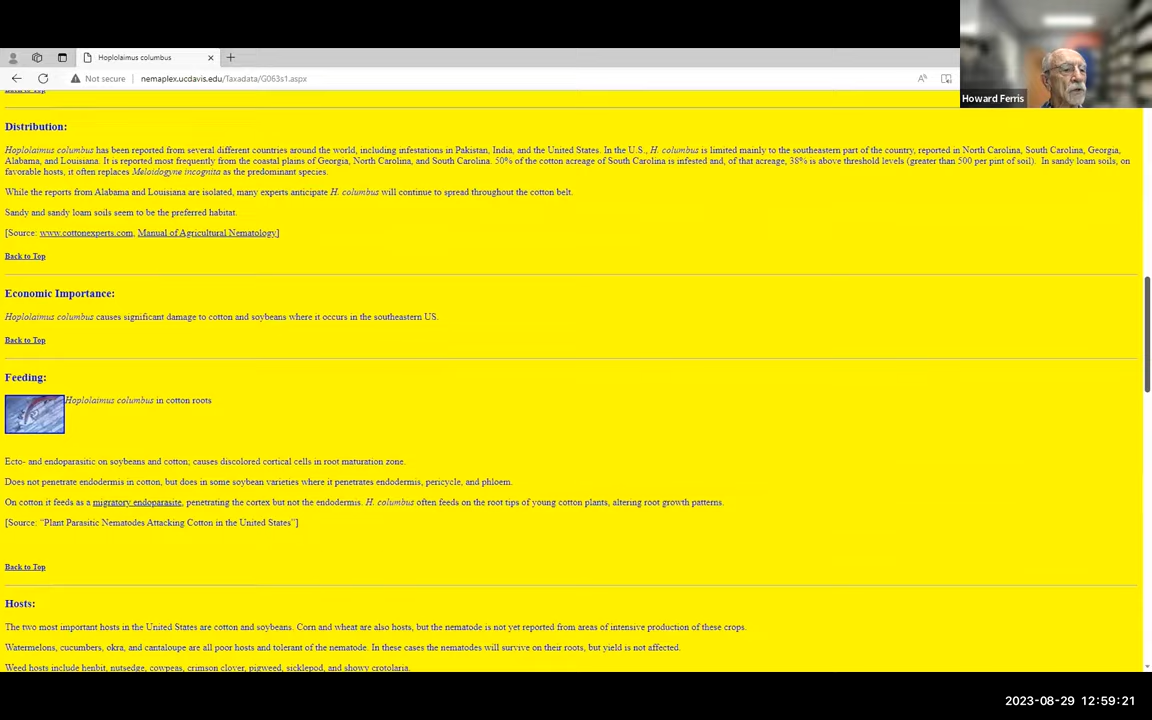 Hoplolaimus columbus
Not secure
nemaplex.ucdavis.edu/Taxadata/G063s1.aspx
Howard Ferris
Back to Top
Distribution:
Hoplolaimus columbus has been reported from several different countries around the world, including infestations in Pakistan, India, and the United States. In the U.S., H. columbus is limited mainly to the southeastern part of the country, reported in North Carolina, South Carolina, Georgia,
Alabama, and Louisiana. It is reported most frequently from the coastal plains of Georgia, North Carolina, and South Carolina. 50% of the cotton acreage of South Carolina is infested and, of that acreage, 38% is above threshold levels (greater than 500 per pint of soil). In sandy loam soils, on
favorable hosts, it often replaces Meloidogyne incognita as the predominant species.
While the reports from Alabama and Louisiana are isolated, many experts anticipate H. columbus will continue to spread throughout the cotton belt.
Sandy and sandy loam soils seem to be the preferred habitat.
[Source: www.cottonexperts.com, Manual of Agricultural Nematology]
Back to Top
Economic Importance:
Hoplolaimus columbus causes significant damage to cotton and soybeans where it occurs in the southeastern US.
Back to Top
Feeding:
Hoplolaimus columbus in cotton roots
Ecto- and endoparasitic on soybeans and cotton; causes discolored cortical cells in root maturation zone.
Does not penetrate endodermis in cotton, but does in some soybean varieties where it penetrates endodermis, pericycle, and phloem.
On cotton it feeds as a migratory endoparasite, penetrating the cortex but not the endodermis. H. columbus often feeds on the root tips of young cotton plants, altering root growth patterns.
[Source: “Plant Parasitic Nematodes Attacking Cotton in the United States”]
Back to Top
Hosts:
The two most important hosts in the United States are cotton and soybeans. Corn and wheat are also hosts, but the nematode is not yet reported from areas of intensive production of these crops.
Watermelons, cucumbers, okra, and cantaloupe are all poor hosts and tolerant of the nematode. In these cases the nematodes will survive on their roots, but yield is not affected.
Weed hosts include henbit, nutsedge, cowpeas, crimson clover, pigweed, sicklepod, and showy crotolaria.
2023-08-29 12:59:21